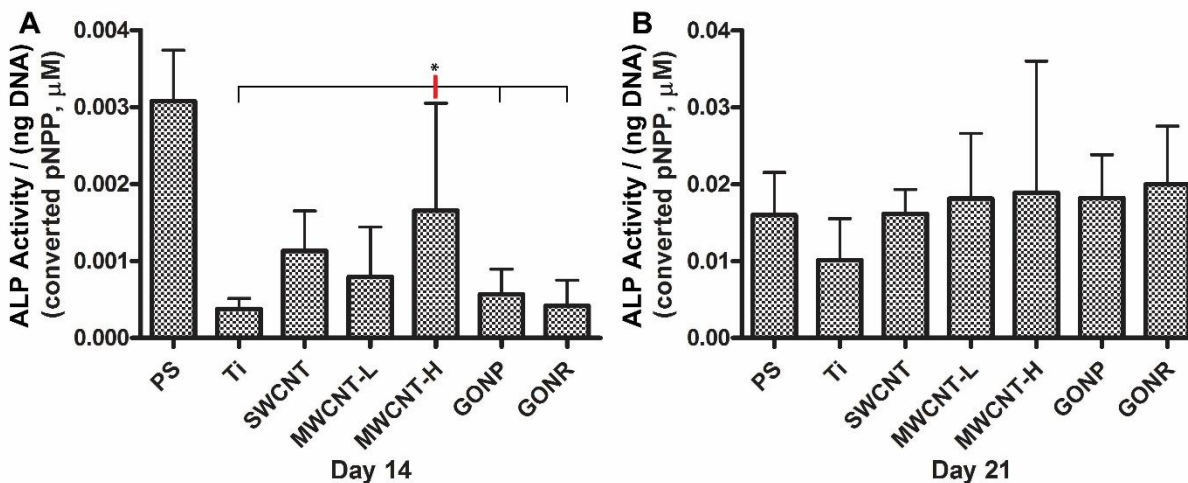 A
ALP Activity / (ng DNA)
(converted pNPP, μM)
0.004
0.003
0.002
0.001
0.000
*
PS
Ti
SWCNT
MWCNT-L
MWCNT-H
GONP
GONR
Day 14
B
ALP Activity / (ng DNA)
(converted pNPP, μM)
0.04
0.03
0.02
0.01
0.00
PS
Ti
SWCNT
MWCNT-L
MWCNT-H
GONP
GONR
Day 21